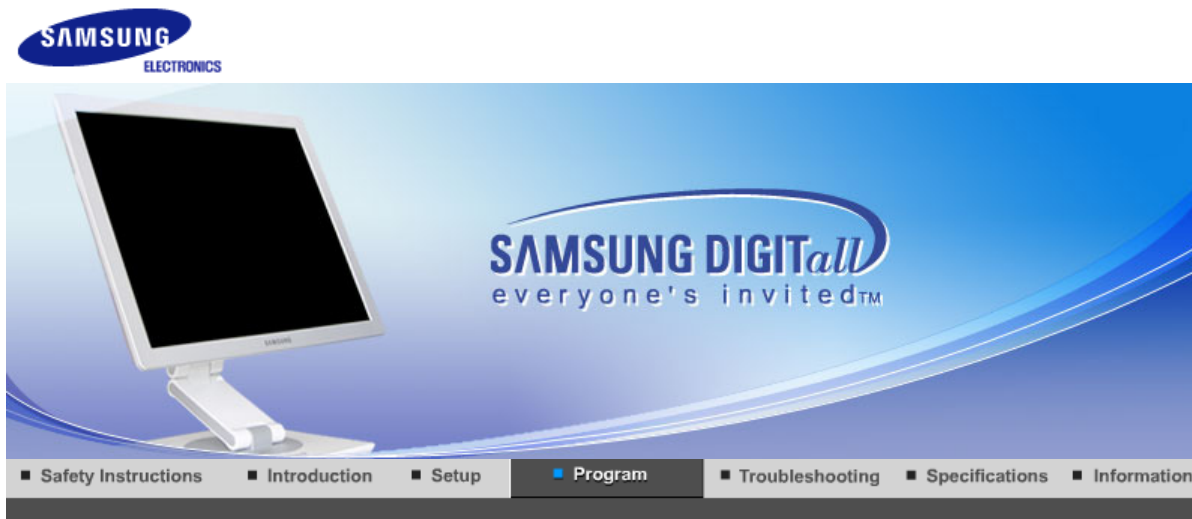 SAMSUNG
ELECTRONICS
SAMSUNG DIGITall
everyone's invited™
SAMSUNG
Safety Instructions Introduction Setup Program Troubleshooting Specifications Information